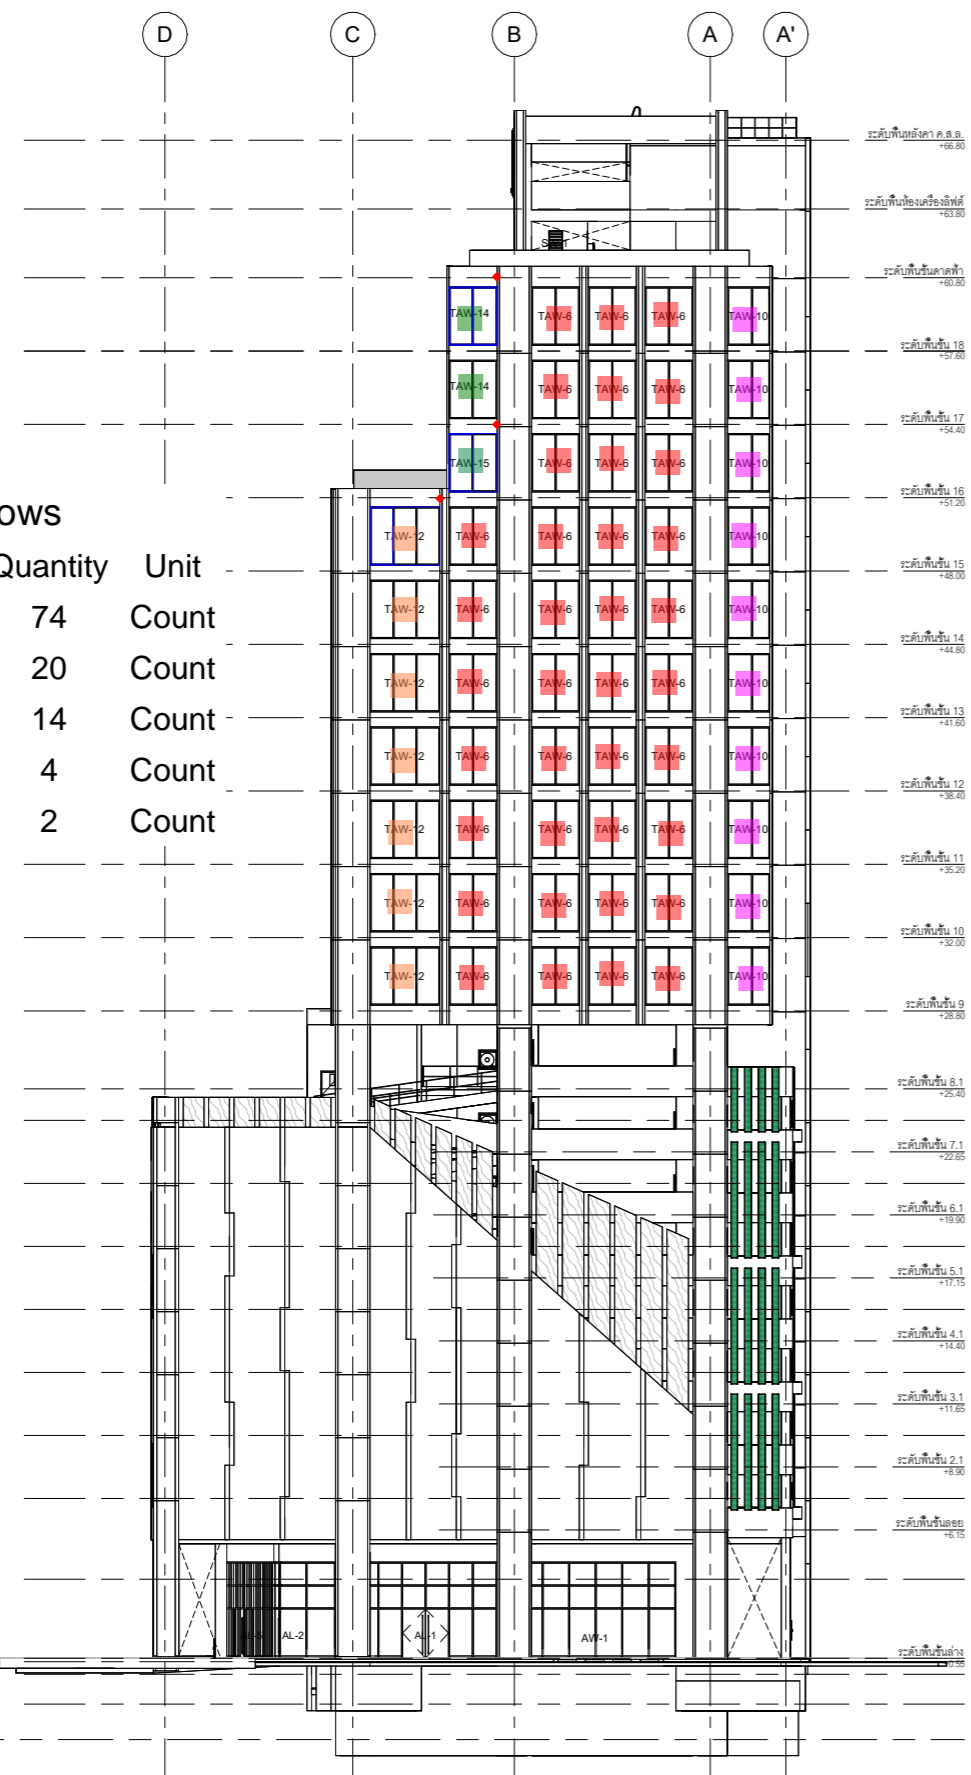 D C B A A'
ระดับพื้นหลังคา ค.ส.ล.
+66.80
ระดับพื้นห้องเครื่องลิฟต์
+63.80
ระดับพื้นชั้นดาดฟ้า
+60.80
TAW-14 TAW-6 TAW-6 TAW-6 TAW-10
ระดับพื้นชั้น 18
+57.60
TAW-14 TAW-6 TAW-6 TAW-6 TAW-10
ระดับพื้นชั้น 17
+54.40
TAW-15 TAW-6 TAW-6 TAW-6 TAW-10
ระดับพื้นชั้น 16
+51.20
ows
TAW-12 TAW-6 TAW-6 TAW-6 TAW-6 TAW-10
Quantity Unit
ระดับพื้นชั้น 15
+48.00
74 Count
TAW-12 TAW-6 TAW-6 TAW-6 TAW-6 TAW-10
ระดับพื้นชั้น 14
+44.80
20 Count
TAW-12 TAW-6 TAW-6 TAW-6 TAW-6 TAW-10
ระดับพื้นชั้น 13
+41.60
14 Count
TAW-12 TAW-6 TAW-6 TAW-6 TAW-6 TAW-10
4 Count
ระดับพื้นชั้น 12
+38.40
2 Count
TAW-12 TAW-6 TAW-6 TAW-6 TAW-6 TAW-10
ระดับพื้นชั้น 11
+35.20
TAW-12 TAW-6 TAW-6 TAW-6 TAW-6 TAW-10
ระดับพื้นชั้น 10
+32.00
TAW-12 TAW-6 TAW-6 TAW-6 TAW-6 TAW-10
ระดับพื้นชั้น 9
+28.80
ระดับพื้นชั้น 8.1
+25.40
ระดับพื้นชั้น 7.1
+22.65
ระดับพื้นชั้น 6.1
+19.90
ระดับพื้นชั้น 5.1
+17.15
ระดับพื้นชั้น 4.1
+14.40
ระดับพื้นชั้น 3.1
+11.65
ระดับพื้นชั้น 2.1
+8.90
ระดับพื้นชั้นลอย
+6.15
AL-2 AL-1 AW-1
ระดับพื้นชั้นล่าง